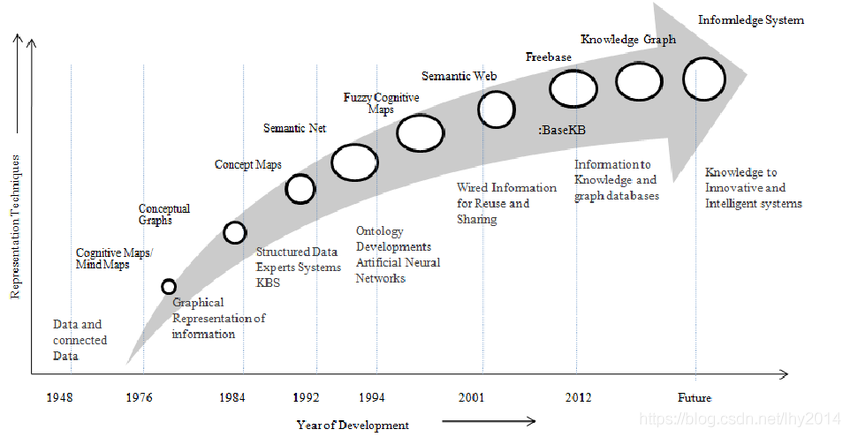 Informledge System
Knowledge Graph
Freebase
Semantic Web
Fuzzy Cognitive
Maps
:BaseKB
Semantic Net
Concept Maps
Conceptual
Graphs
Cognitive Maps/
Mind Maps
Information to
Knowledge and
graph databases
Knowledge to
Innovative and
Intelligent systems
Wired Information
for Reuse and
Sharing
Ontology
Developments
Artificial Neural
Networks
Structured Data
Experts Systems
KBS
Graphical
Representation of
information
Data and
connected
Data
Representation Techniques
1948 1976 1984 1992 1994 2001 2012 Future
Year of Development
https://blog.csdn.net/lhy2014